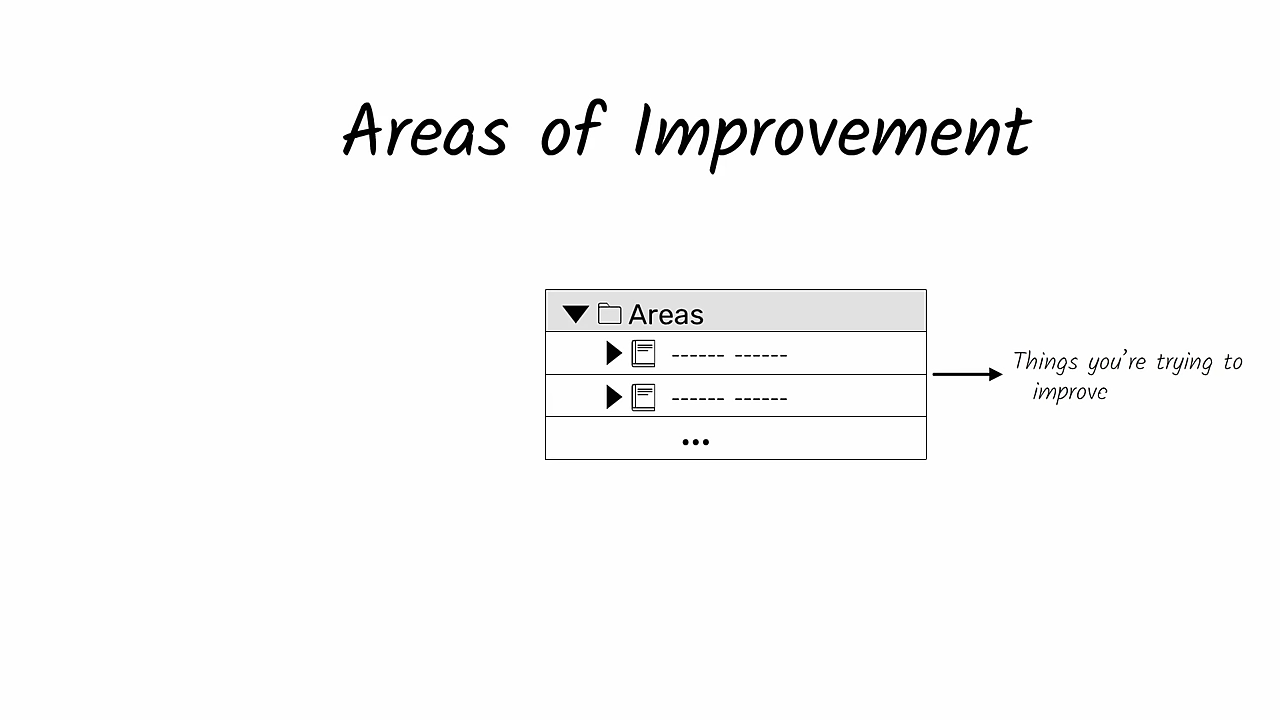 Areas of Improvement
Areas
------ ------
------ ------
...
Things you're trying to
improve